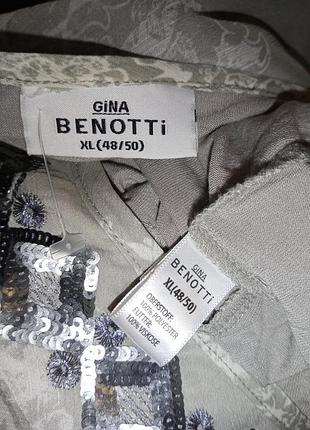 GiNA
BENOTTi
XL(48/50)
GiNA
BENOTTi
XL(48/50)
OBERSTOFF:
100% POLYESTER
FUTTER:
100% VISKOSE